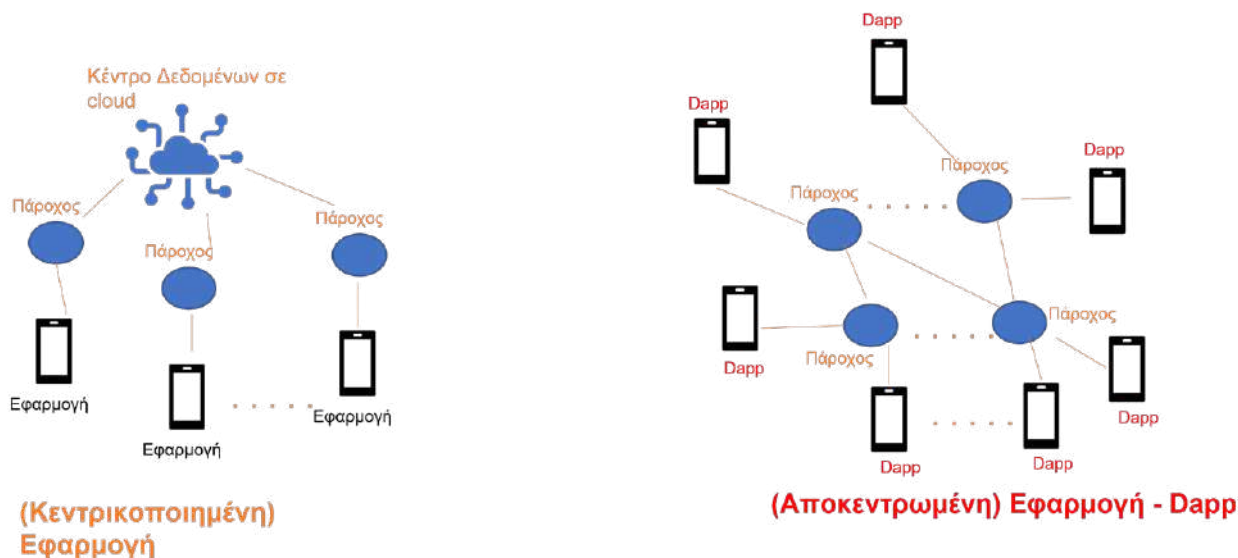 Κέντρο Δεδομένων σε
cloud
Πάροχος
Πάροχος
Πάροχος
Εφαρμογή
Εφαρμογή
Εφαρμογή
(Κεντρικοποιημένη)
Εφαρμογή
Dapp
Dapp
Dapp
Πάροχος
Πάροχος
Πάροχος
Πάροχος
Dapp
Dapp
Dapp
Dapp
(Αποκεντρωμένη) Εφαρμογή - Dapp